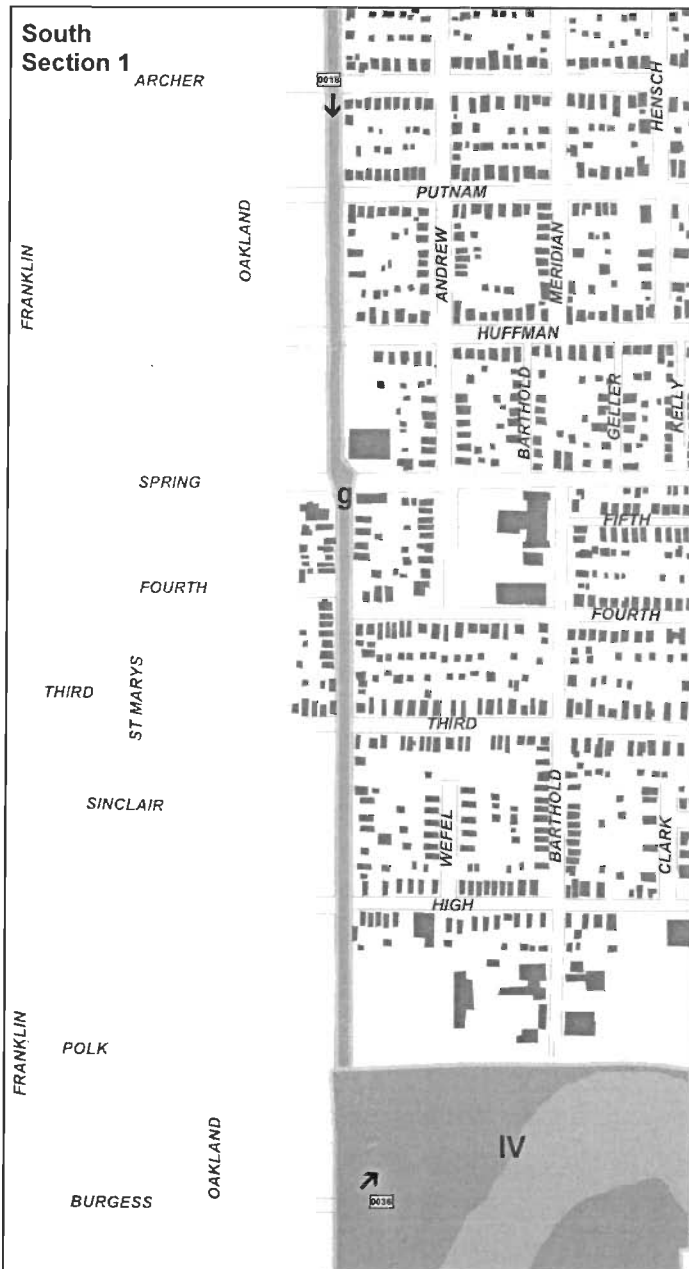 South
Section 1
ARCHER
0018
HENSCH
PUTNAM
OAKLAND
ANDREW
MERIDIAN
FRANKLIN
HUFFMAN
BARTHOLD
GELLER
KELLY
SPRING
g
FIFTH
FOURTH
FOURTH
ST MARYS
THIRD
THIRD
SINCLAIR
WEFEL
BARTHOLD
CLARK
HIGH
FRANKLIN
POLK
IV
OAKLAND
BURGESS
0036